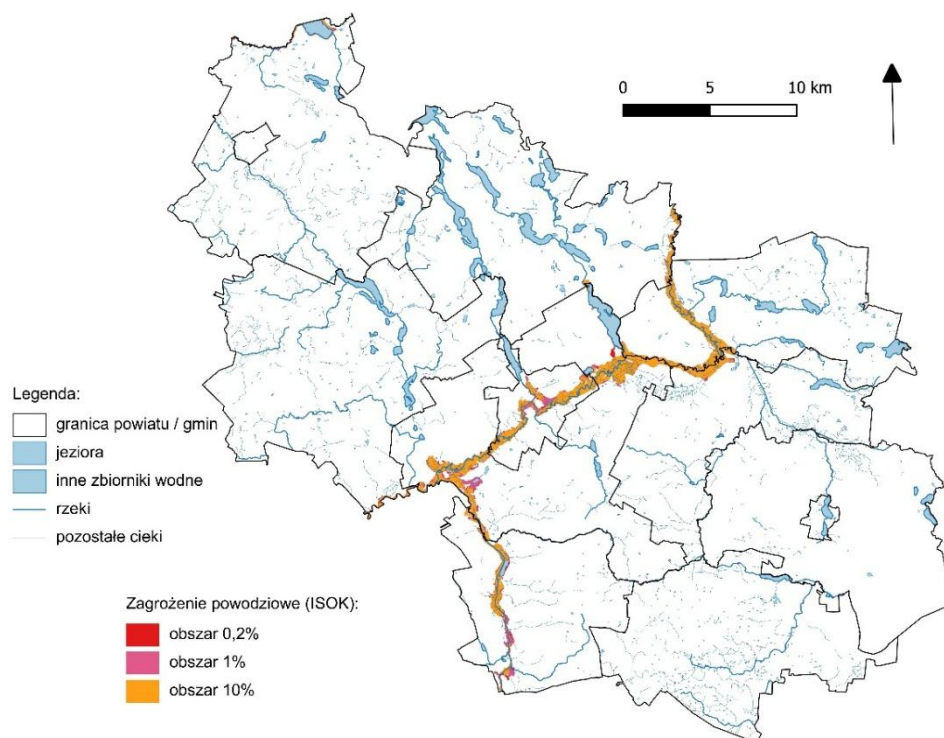 0 5 10 km
Legenda:
granica powiatu / gmin
jeziora
inne zbiorniki wodne
rzeki
pozostałe cieki
Zagrożenie powodziowe (ISOK):
obszar 0,2%
obszar 1%
obszar 10%